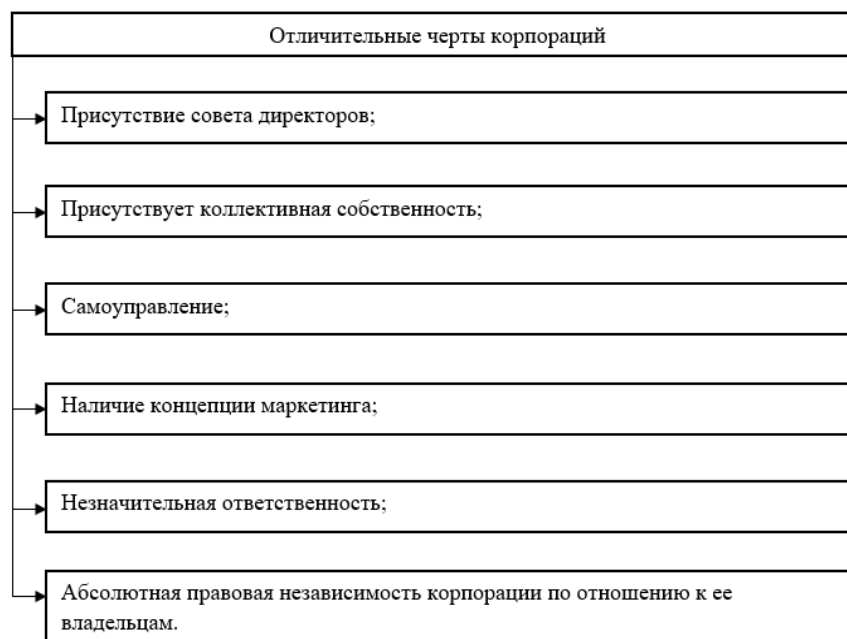 Отличительные черты корпораций
Присутствие совета директоров;
Присутствует коллективная собственность;
Самоуправление;
Наличие концепции маркетинга;
Незначительная ответственность;
Абсолютная правовая независимость корпорации по отношению к ее
владельцам.